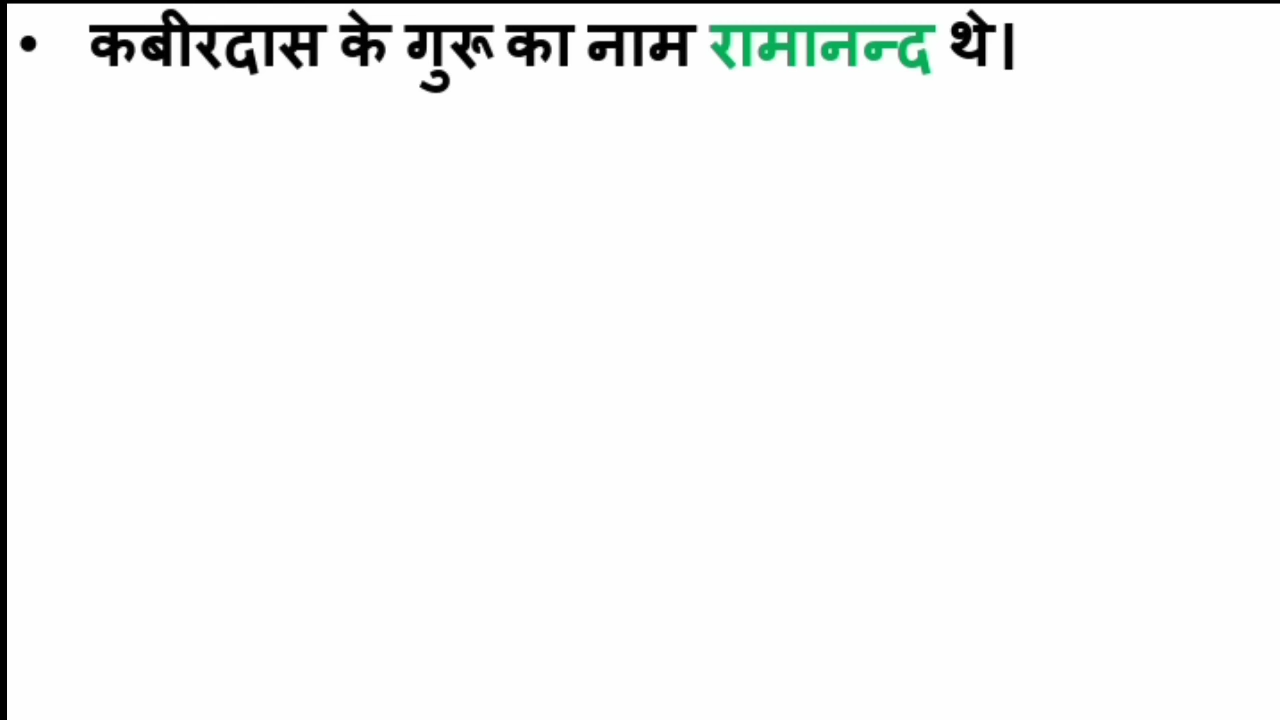 • कबीरदास के गुरू का नाम रामानन्द थे।